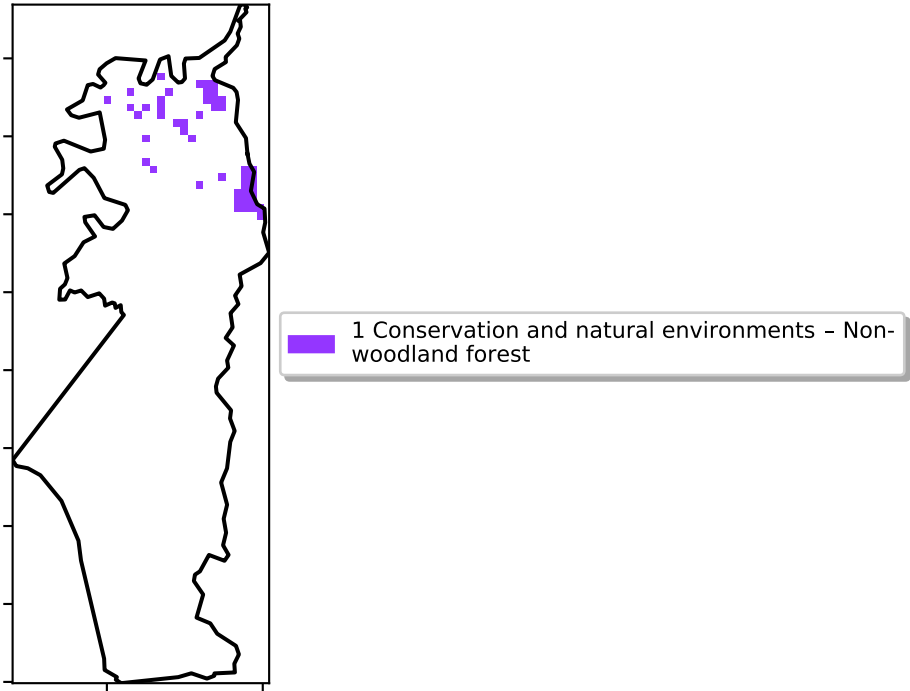 1 Conservation and natural environments – Non-
woodland forest